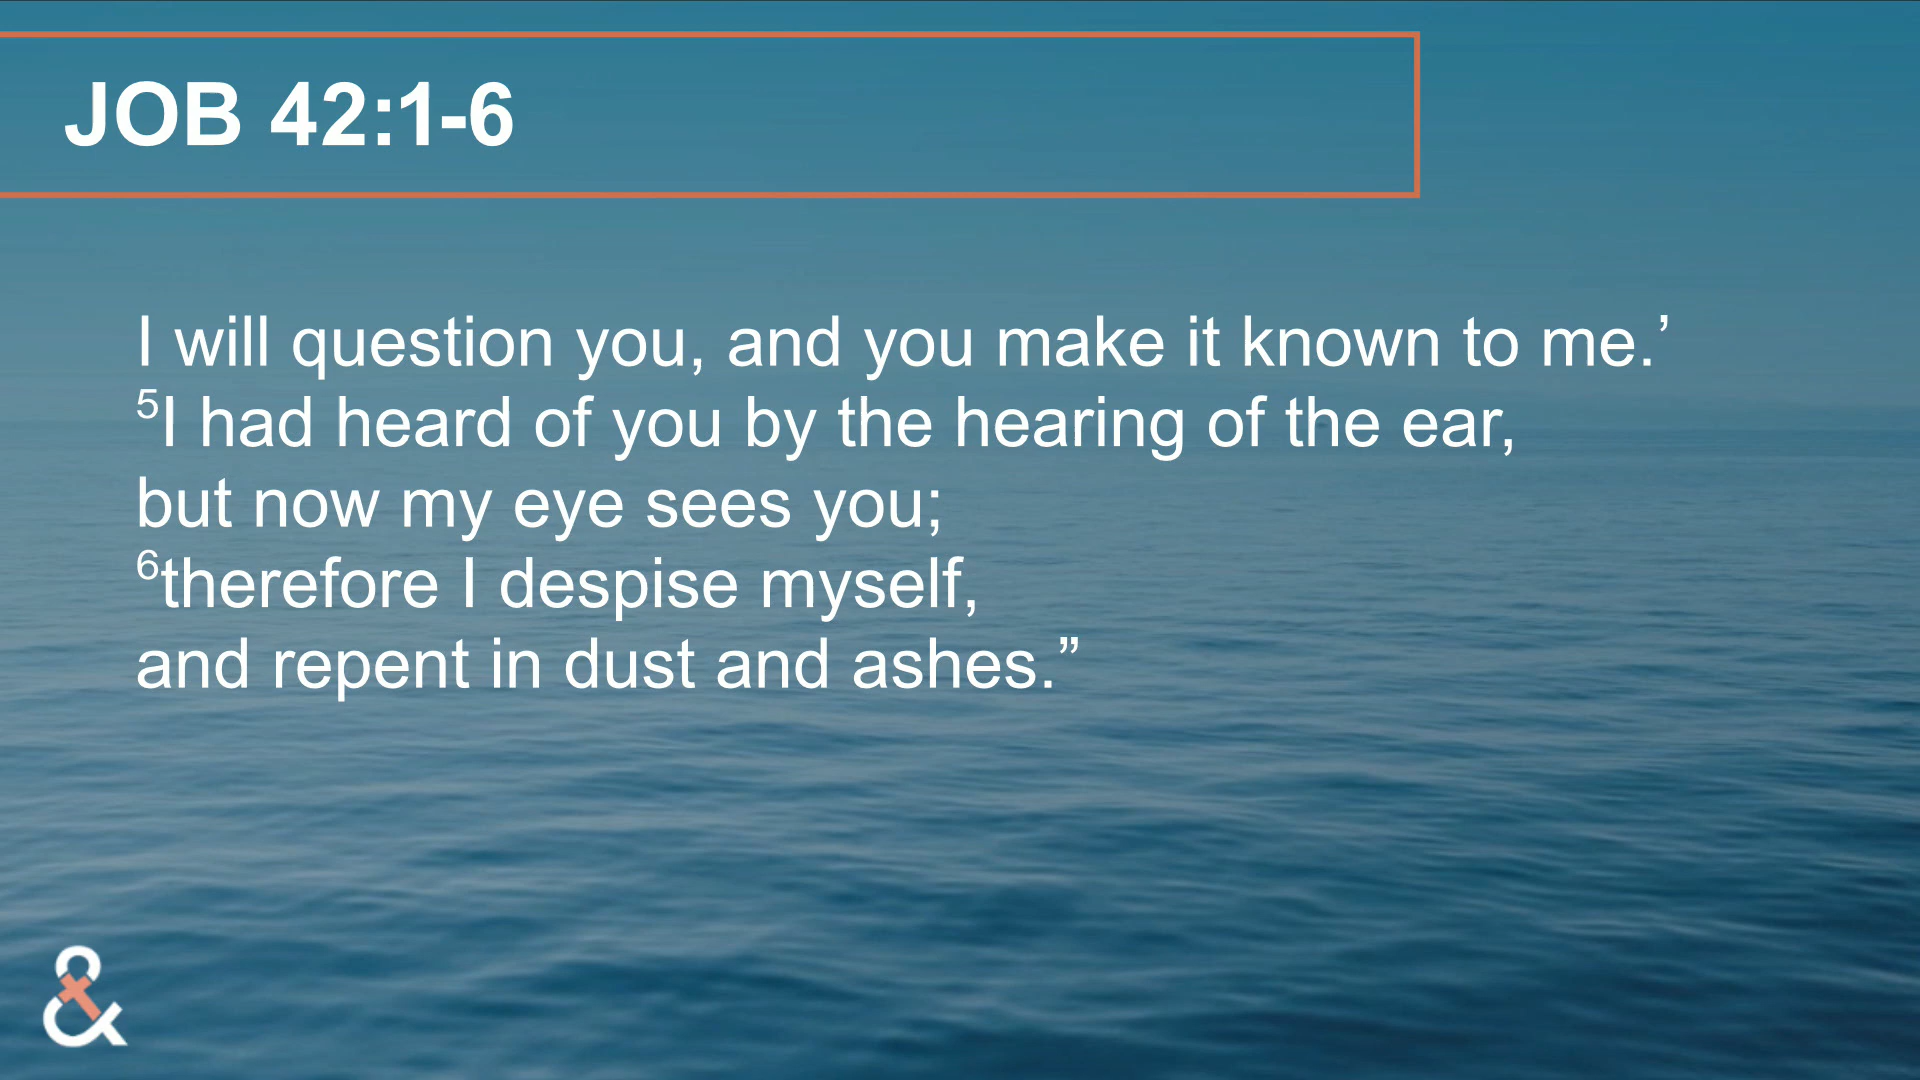 JOB 42:1-6
I will question you, and you make it known to me.’
⁵I had heard of you by the hearing of the ear,
but now my eye sees you;
⁶therefore I despise myself,
and repent in dust and ashes.”
&